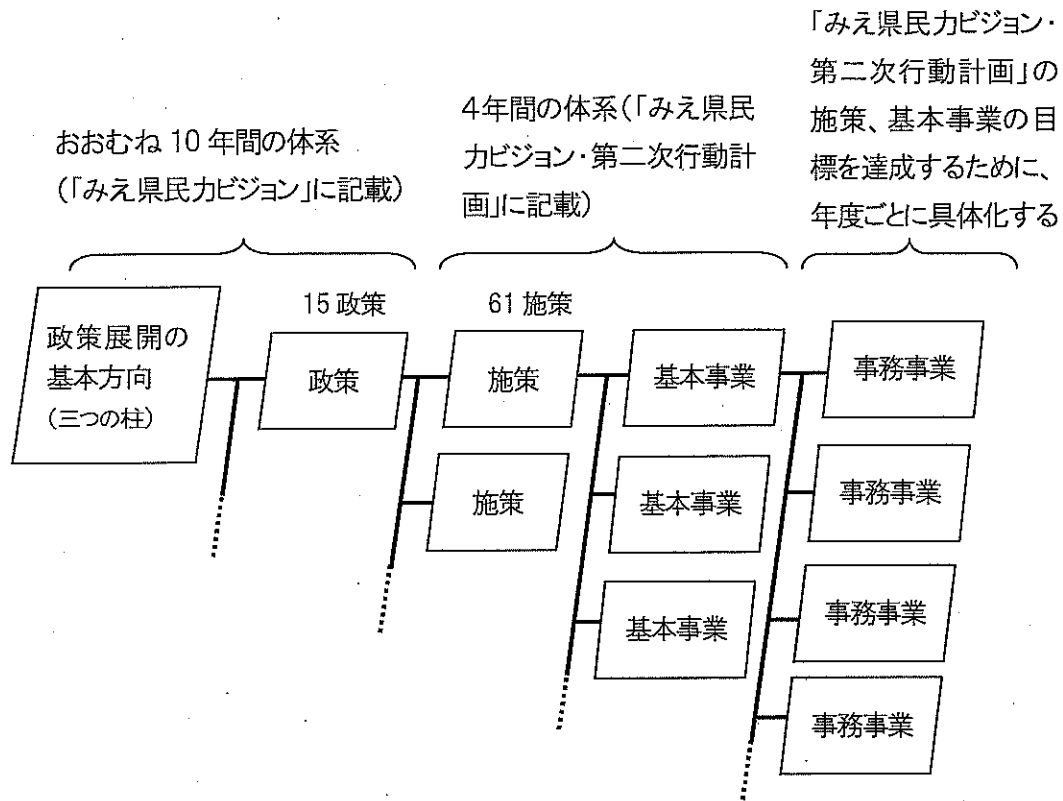 おおむね 10 年間の体系
(「みえ県民力ビジョン」に記載)
4年間の体系(「みえ県民
力ビジョン・第二次行動計
画」に記載)
「みえ県民力ビジョン・
第二次行動計画」の
施策、基本事業の目
標を達成するために、
年度ごとに具体化する
15 政策
61 施策
政策展開の
基本方向
(三つの柱)
政策
施策
基本事業
事務事業
施策
基本事業
事務事業
基本事業
事務事業
事務事業